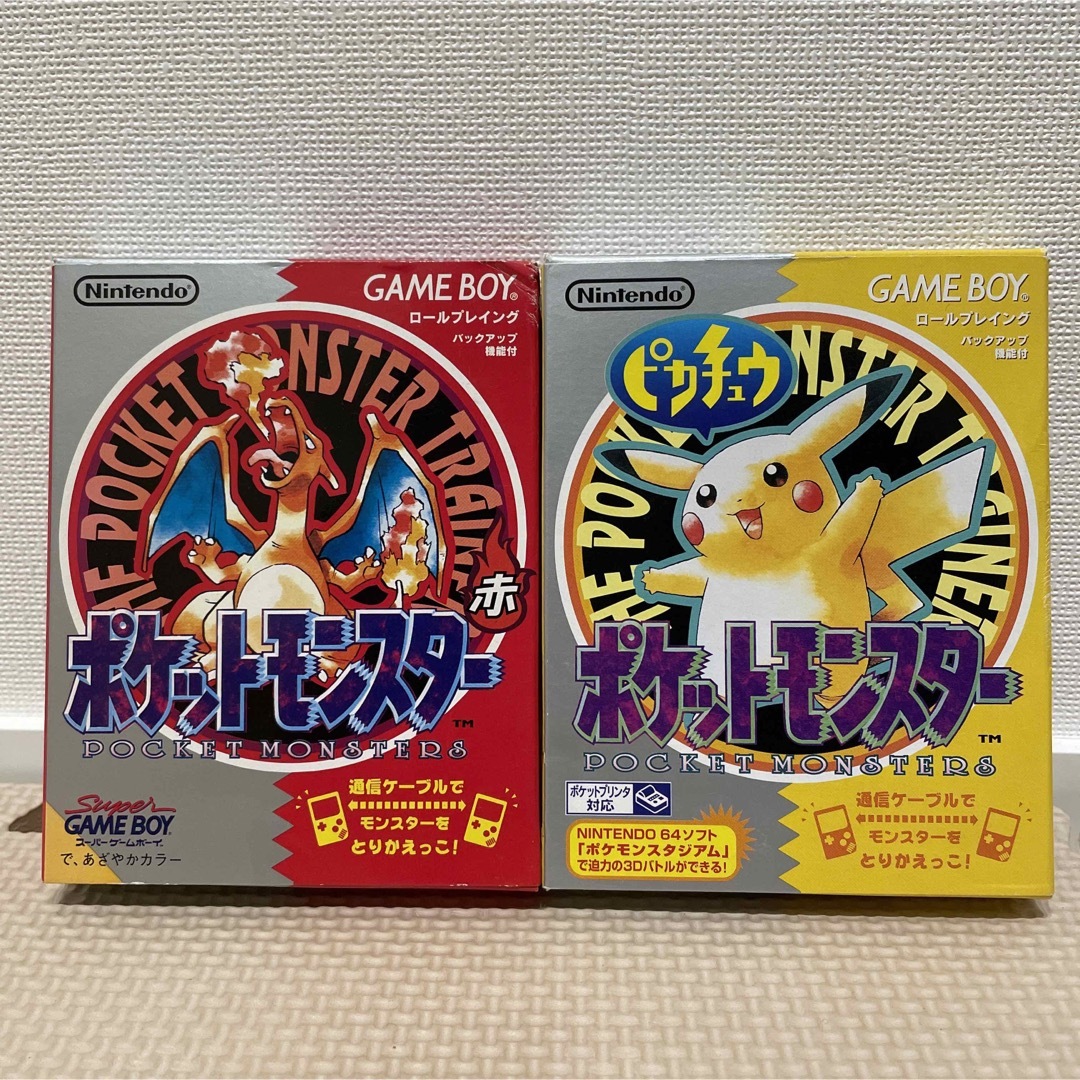 Nintendo®
GAME BOY®
ロールプレイング
バックアップ
機能付
THE POCKET MONSTER TRAINER
赤
ポケットモンスター
TM
POCKET MONSTERS
Super
GAME BOY
スーパーゲームボーイ
で、あざやかカラー
通信ケーブルで
モンスターを
とりかえっこ!
Nintendo®
GAME BOY®
ロールプレイング
バックアップ
機能付
ピカチュウ
THE POCKET MONSTER TRAINER
ポケットモンスター
TM
POCKET MONSTERS
ポケットプリンタ
対応
NINTENDO 64ソフト
「ポケモンスタジアム」
で迫力の3Dバトルができる!
通信ケーブルで
モンスターを
とりかえっこ!